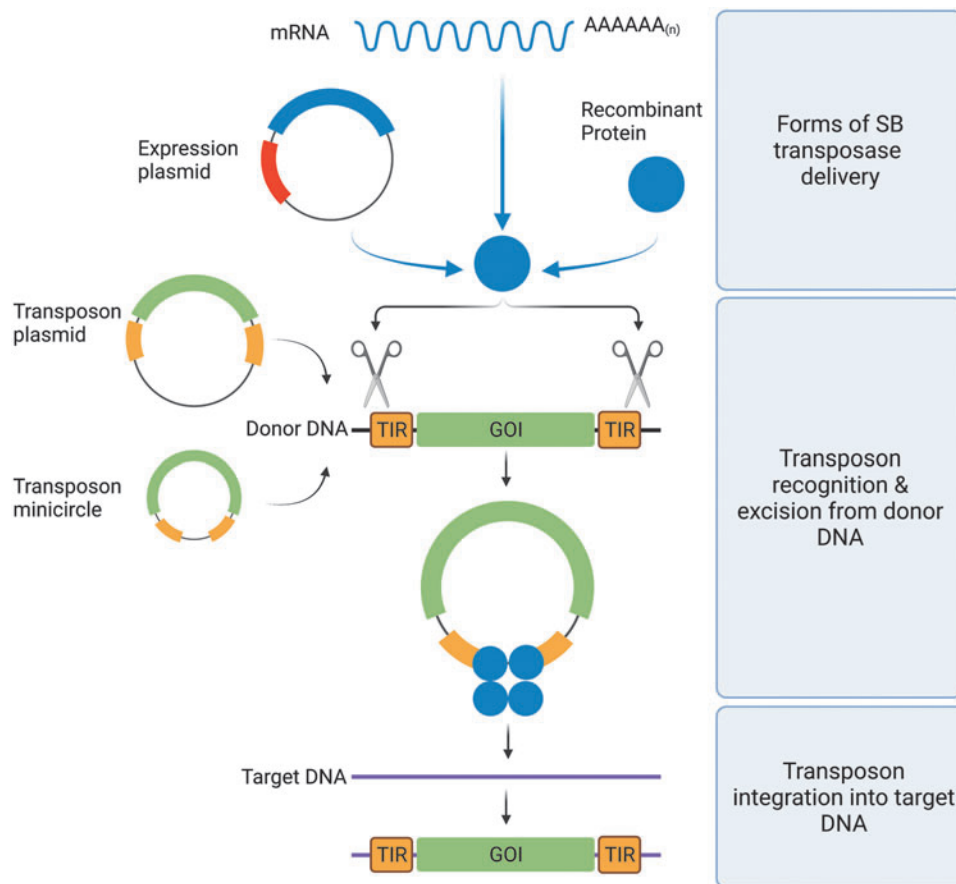 mRNA
AAAAAA(n)
Expression
plasmid
Recombinant
Protein
Forms of SB
transposase
delivery
Transposon
plasmid
Donor DNA
TIR
GOI
TIR
Transposon
minicircle
Transposon
recognition &
excision from donor
DNA
Target DNA
TIR
GOI
TIR
Transposon
integration into target
DNA